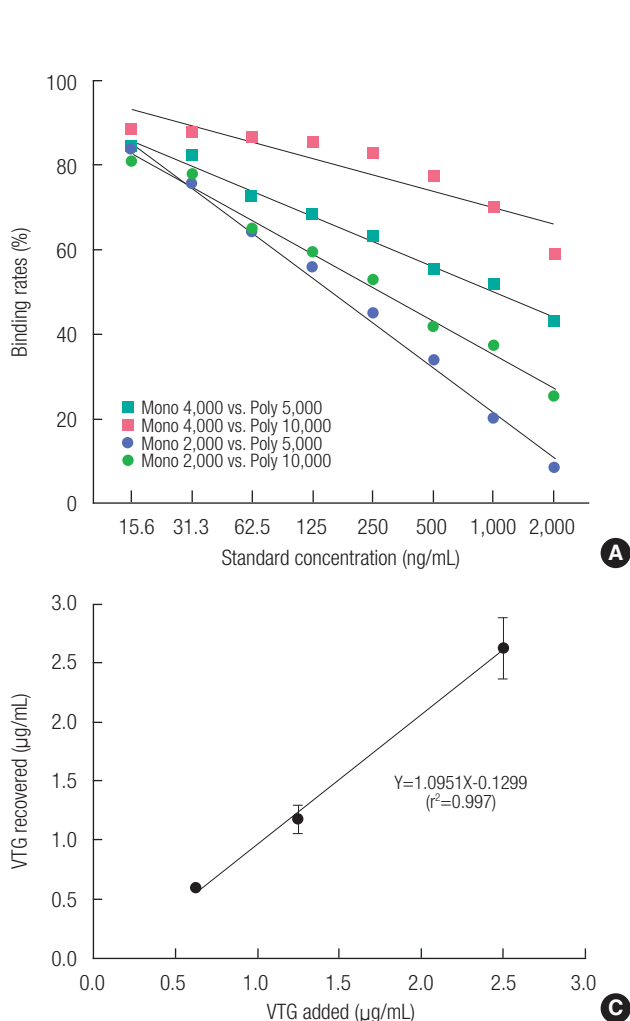 100
80
60
40
20
0
Binding rates (%)
Mono 4,000 vs. Poly 5,000
Mono 4,000 vs. Poly 10,000
Mono 2,000 vs. Poly 5,000
Mono 2,000 vs. Poly 10,000
15.6 31.3 62.5 125 250 500 1,000 2,000
Standard concentration (ng/mL)
A
3.0
2.5
2.0
1.5
1.0
0.5
0.0
VTG recovered (µg/mL)
Y=1.0951X-0.1299
(r²=0.997)
0.0 0.5 1.0 1.5 2.0 2.5 3.0
VTG added (µg/mL)
C